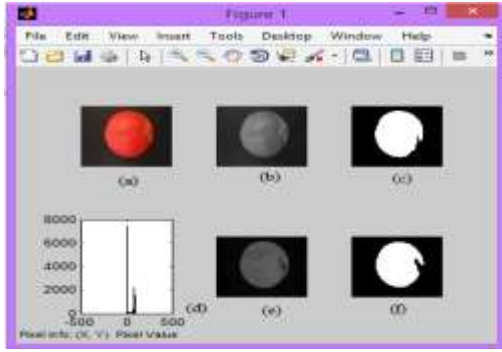 Figure 1
File Edit View Insert Tools Desktop Window Help
(a) (b) (c)
8000
6000
4000
2000
0
-500 0 500
(d) (e) (f)
Pixel info: (X, Y) Pixel Value